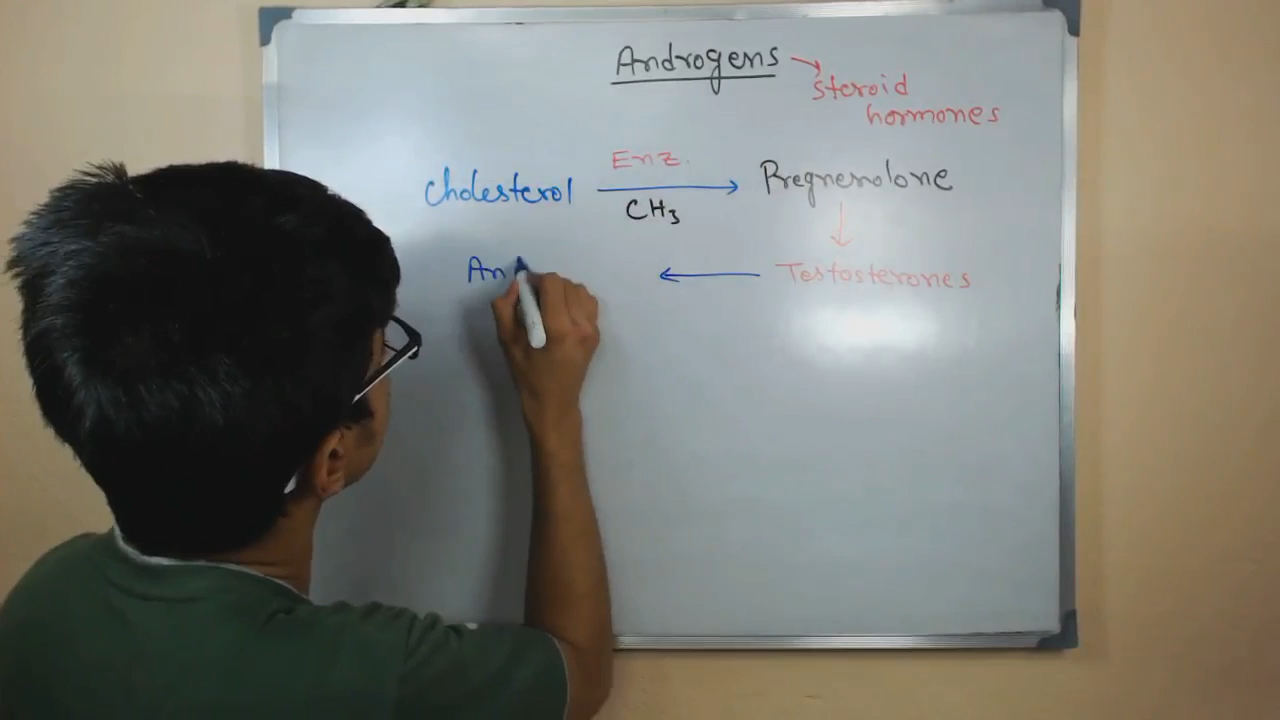 Androgens
steroid
hormones
Cholesterol Enz. Pregnenolone
CH3
An Testosterones